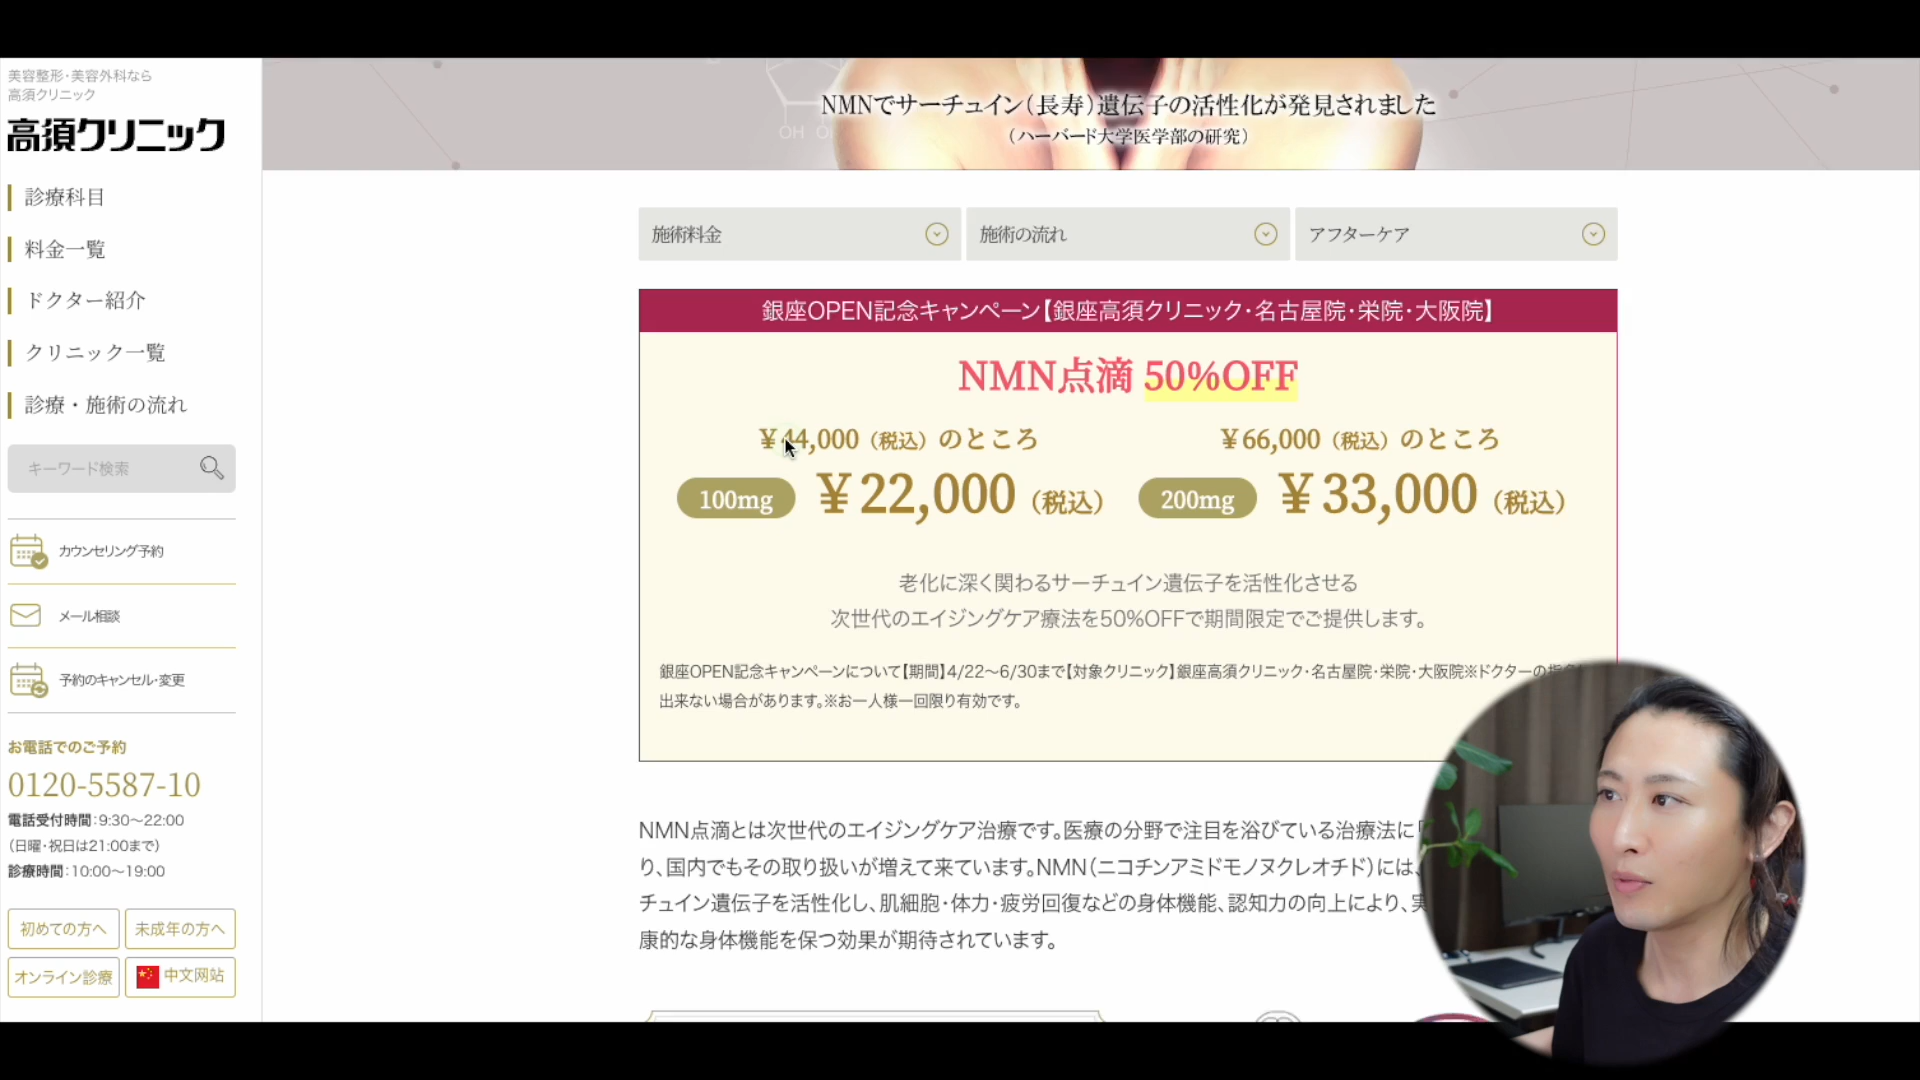 美容整形・美容外科なら
高須クリニック
高須クリニック
診療科目
料金一覧
ドクター紹介
クリニック一覧
診療・施術の流れ
キーワード検索
カウンセリング予約
メール相談
予約のキャンセル・変更
お電話でのご予約
0120-5587-10
電話受付時間：9:30～22:00
（日曜・祝日は21:00まで）
診療時間：10:00～19:00
初めての方へ
未成年の方へ
オンライン診療
中文网站
OH
NMNでサーチュイン（長寿）遺伝子の活性化が発見されました
（ハーバード大学医学部の研究）
施術料金
施術の流れ
アフターケア
銀座OPEN記念キャンペーン【銀座高須クリニック・名古屋院・栄院・大阪院】
NMN点滴 50%OFF
￥44,000（税込）のところ
100mg ￥22,000（税込）
￥66,000（税込）のところ
200mg ￥33,000（税込）
老化に深く関わるサーチュイン遺伝子を活性化させる
次世代のエイジングケア療法を50%OFFで期間限定でご提供します。
銀座OPEN記念キャンペーンについて【期間】4/22～6/30まで【対象クリニック】銀座高須クリニック・名古屋院・栄院・大阪院※ドクターの指名
出来ない場合があります。※お一人様一回限り有効です。
NMN点滴とは次世代のエイジングケア治療です。医療の分野で注目を浴びている治療法に
り、国内でもその取り扱いが増えて来ています。NMN（ニコチンアミドモノヌクレオチド）には、
チュイン遺伝子を活性化し、肌細胞・体力・疲労回復などの身体機能、認知力の向上により、実
康的な身体機能を保つ効果が期待されています。